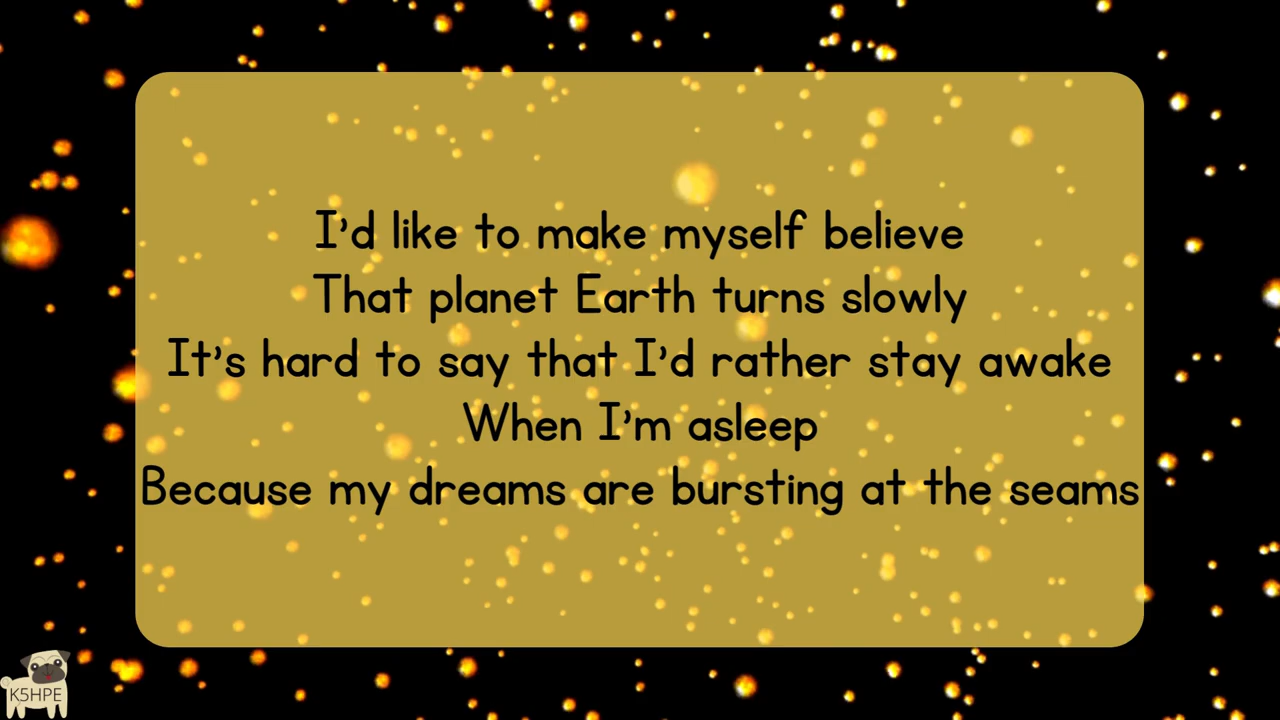 I'd like to make myself believe
That planet Earth turns slowly
It's hard to say that I'd rather stay awake
When I'm asleep
Because my dreams are bursting at the seams
K5HPE